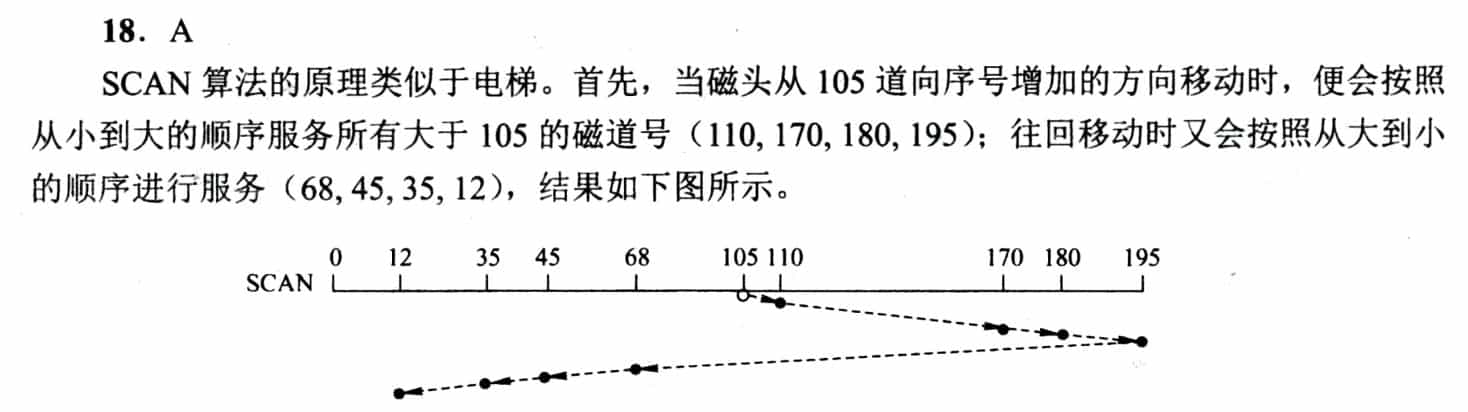 18. A
SCAN 算法的原理类似于电梯。首先，当磁头从 105 道向序号增加的方向移动时，便会按照
从小到大的顺序服务所有大于 105 的磁道号（110, 170, 180, 195）；往回移动时又会按照从大到小
的顺序进行服务（68, 45, 35, 12），结果如下图所示。
0 12 35 45 68 105 110 170 180 195
SCAN